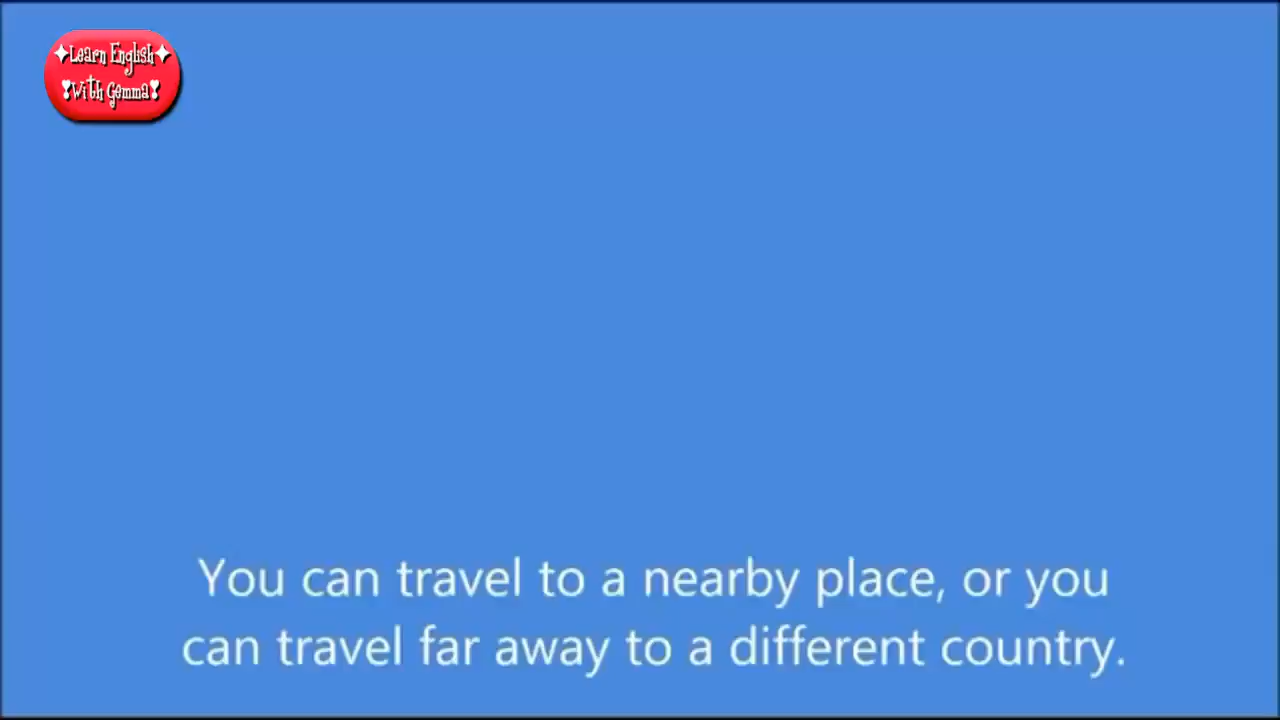 Learn English
With Gemma
You can travel to a nearby place, or you
can travel far away to a different country.